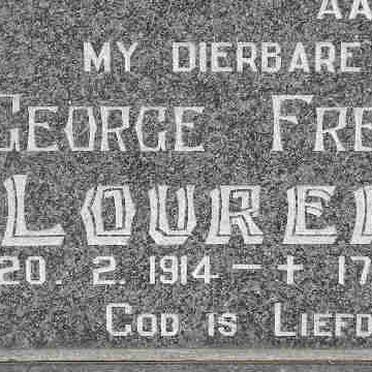 AA
MY DIERBARE
GEORGE FRE
LOURE
20. 2. 1914 — † 17
GOD IS LIEFD